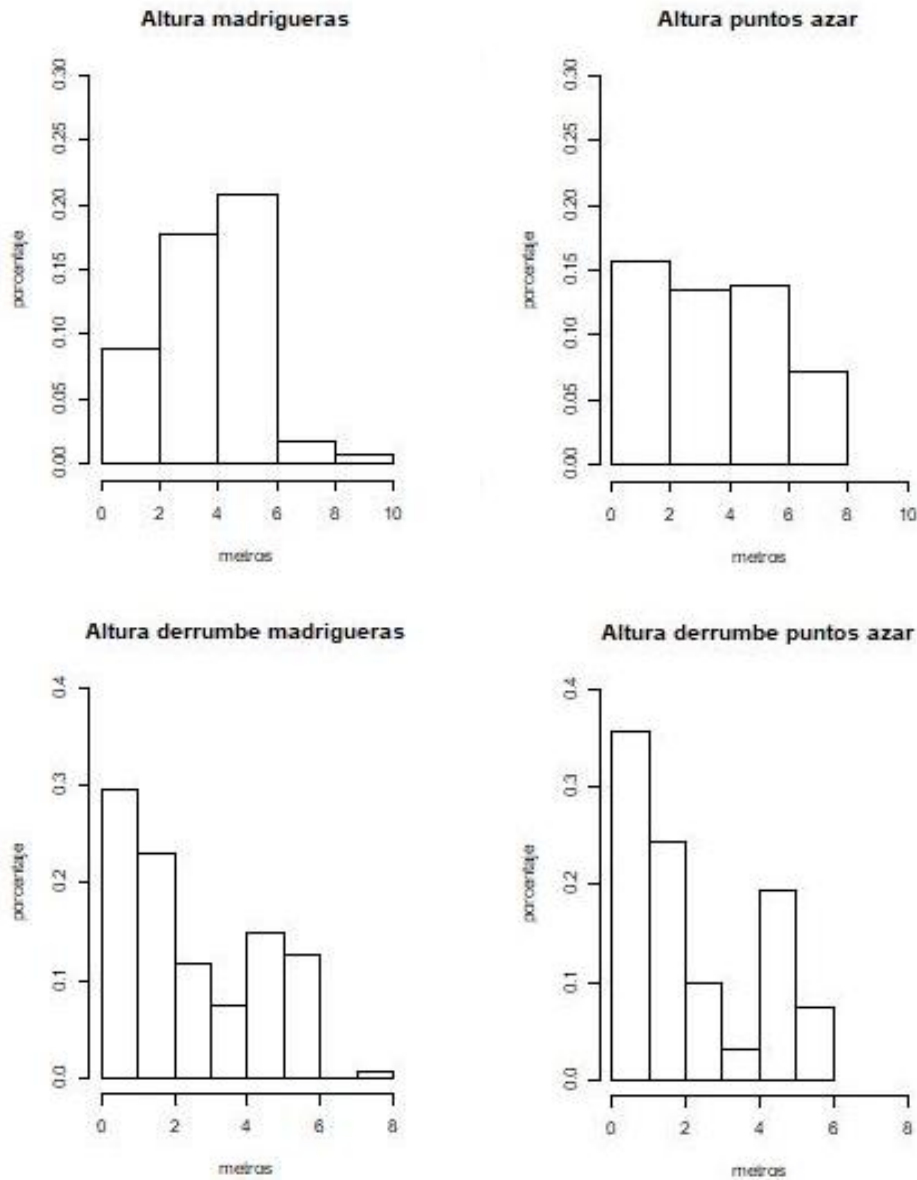 Altura madrigueras
0.30
0.25
0.20
0.15
0.10
0.05
0.00
porcentaje
0 2 4 6 8 10
metros
Altura puntos azar
0.30
0.25
0.20
0.15
0.10
0.05
0.00
porcentaje
0 2 4 6 8 10
metros
Altura derrumbe madrigueras
0.4
0.3
0.2
0.1
0.0
porcentaje
0 2 4 6 8
metros
Altura derrumbe puntos azar
0.4
0.3
0.2
0.1
0.0
porcentaje
0 2 4 6 8
metros